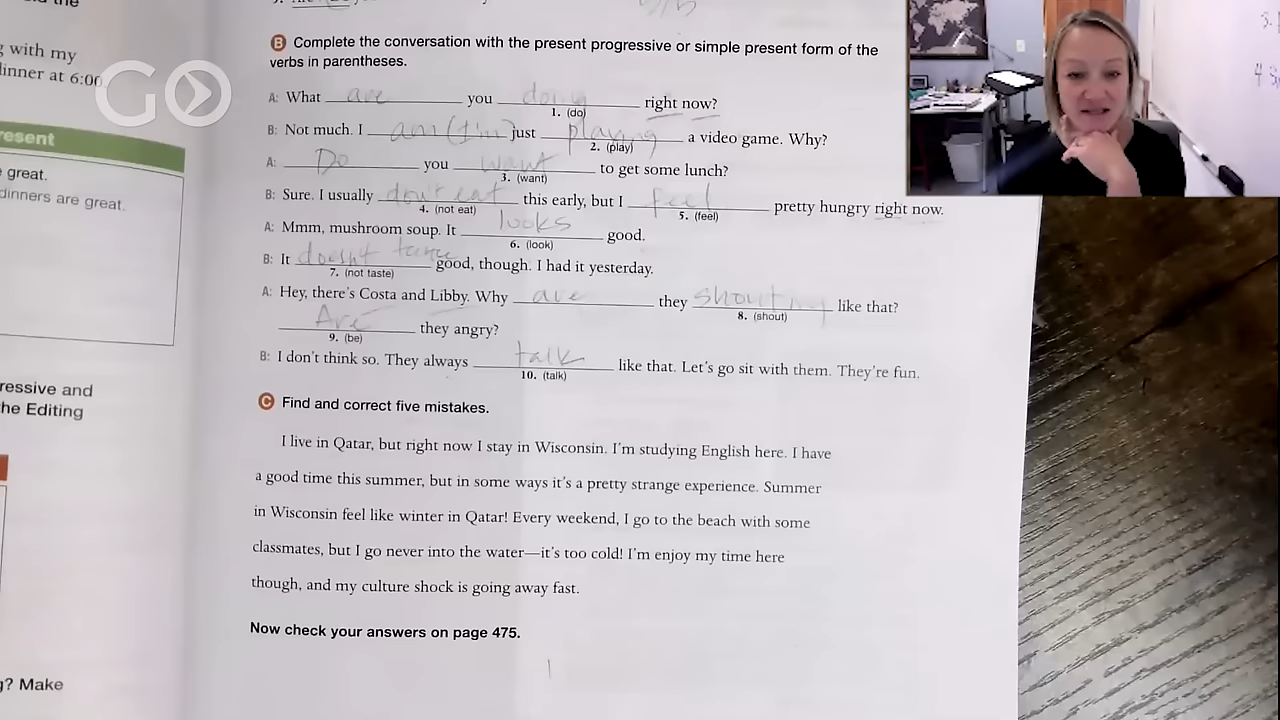 the
B Complete the conversation with the present progressive or simple present form of the
verbs in parentheses.
A: What are you doing right now?
1. (do)
B: Not much. I am (I'm just playing a video game. Why?
2. (play)
A: Do you want to get some lunch?
3. (want)
B: Sure. I usually don't eat this early, but I feel pretty hungry right now.
4. (not eat) 5. (feel)
A: Mmm, mushroom soup. It looks good.
6. (look)
B: It doesn't good, though. I had it yesterday.
7. (not taste)
A: Hey, there's Costa and Libby. Why are they shouting like that?
8. (shout)
Are they angry?
9. (be)
B: I don't think so. They always talk like that. Let's go sit with them. They're fun.
10. (talk)
C Find and correct five mistakes.
I live in Qatar, but right now I stay in Wisconsin. I'm studying English here. I have
a good time this summer, but in some ways it's a pretty strange experience. Summer
in Wisconsin feel like winter in Qatar! Every weekend, I go to the beach with some
classmates, but I go never into the water—it's too cold! I'm enjoy my time here
though, and my culture shock is going away fast.
Now check your answers on page 475.
with my
dinner at 6:00
GO
resent
great.
dinners are great.
ressive and
he Editing
? Make
3.
4